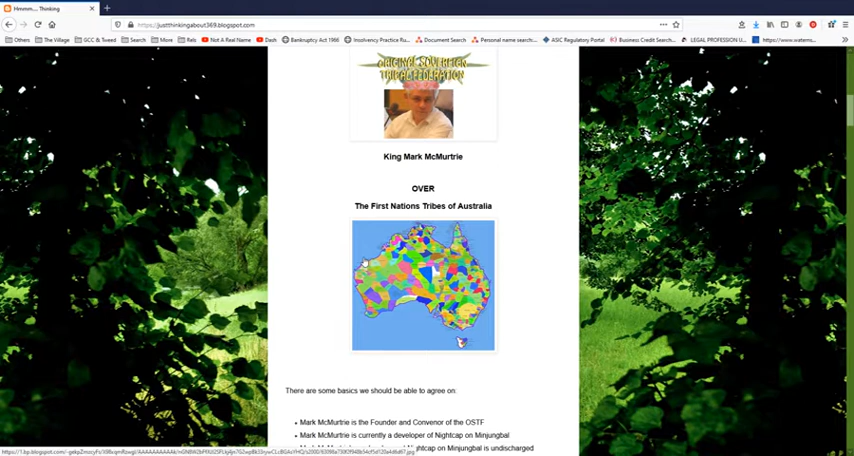 Hmmm.... Thinking
https://justthinkingabout369.blogspot.com
Others The Village GCC & Tweed Search More Rals Not A Real Name Dash Bankruptcy Act 1966 Insolvency Practice Ru... Document Search Personal name search... ASIC Regulatory Portal Business Credit Search... LEGAL PROFESSION U... https://www.waterns...
ORIGINAL SOVEREIGN
TRIBAL FEDERATION
King Mark McMurtrie
OVER
The First Nations Tribes of Australia
There are some basics we should be able to agree on:
• Mark McMurtrie is the Founder and Convenor of the OSTF
• Mark McMurtrie is currently a developer of Nightcap on Minjungbal
Nightcap on Minjungbal is undischarged